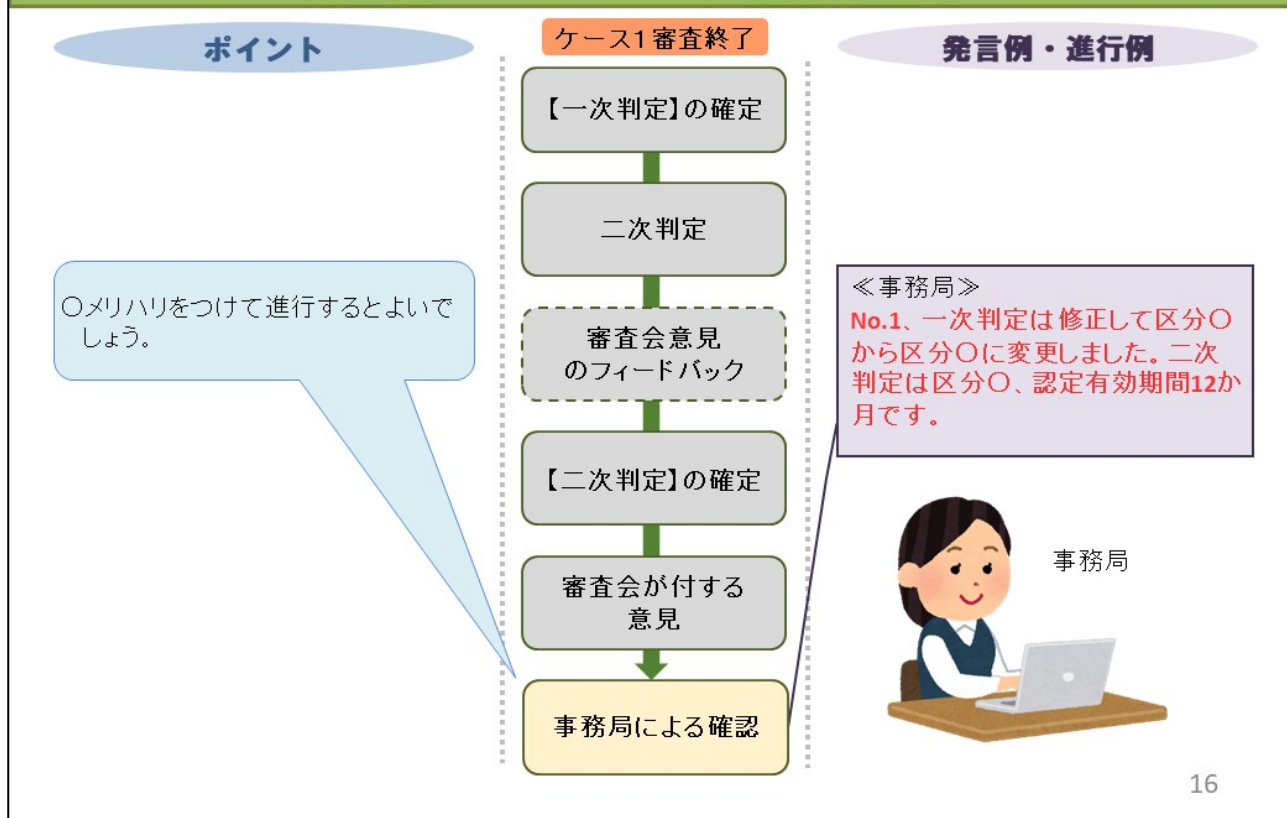 ポイント
ケース1審査終了
発言例・進行例
【一次判定】の確定
二次判定
審査会意見
のフィードバック
【二次判定】の確定
審査会が付する
意見
事務局による確認
〇メリハリをつけて進行するとよいで
しょう。
≪事務局≫
No.1、一次判定は修正して区分〇
から区分〇に変更しました。二次
判定は区分〇、認定有効期間12か
月です。
事務局
16